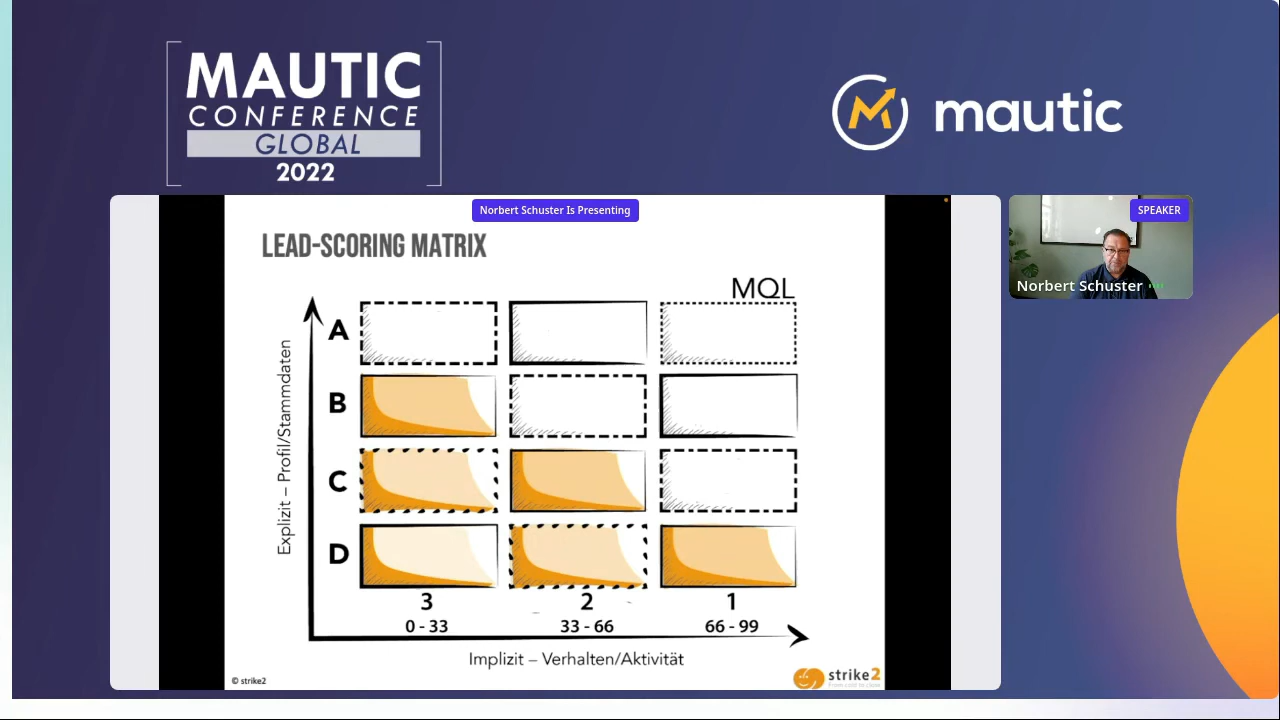 MAUTIC
CONFERENCE
GLOBAL
2022
mautic
Norbert Schuster Is Presenting
SPEAKER
Norbert Schuster
LEAD-SCORING MATRIX
MQL
Explizit – Profil/Stammdaten
A
B
C
D
3 2 1
0 - 33 33 - 66 66 - 99
Implizit – Verhalten/Aktivität
© strike2
strike2